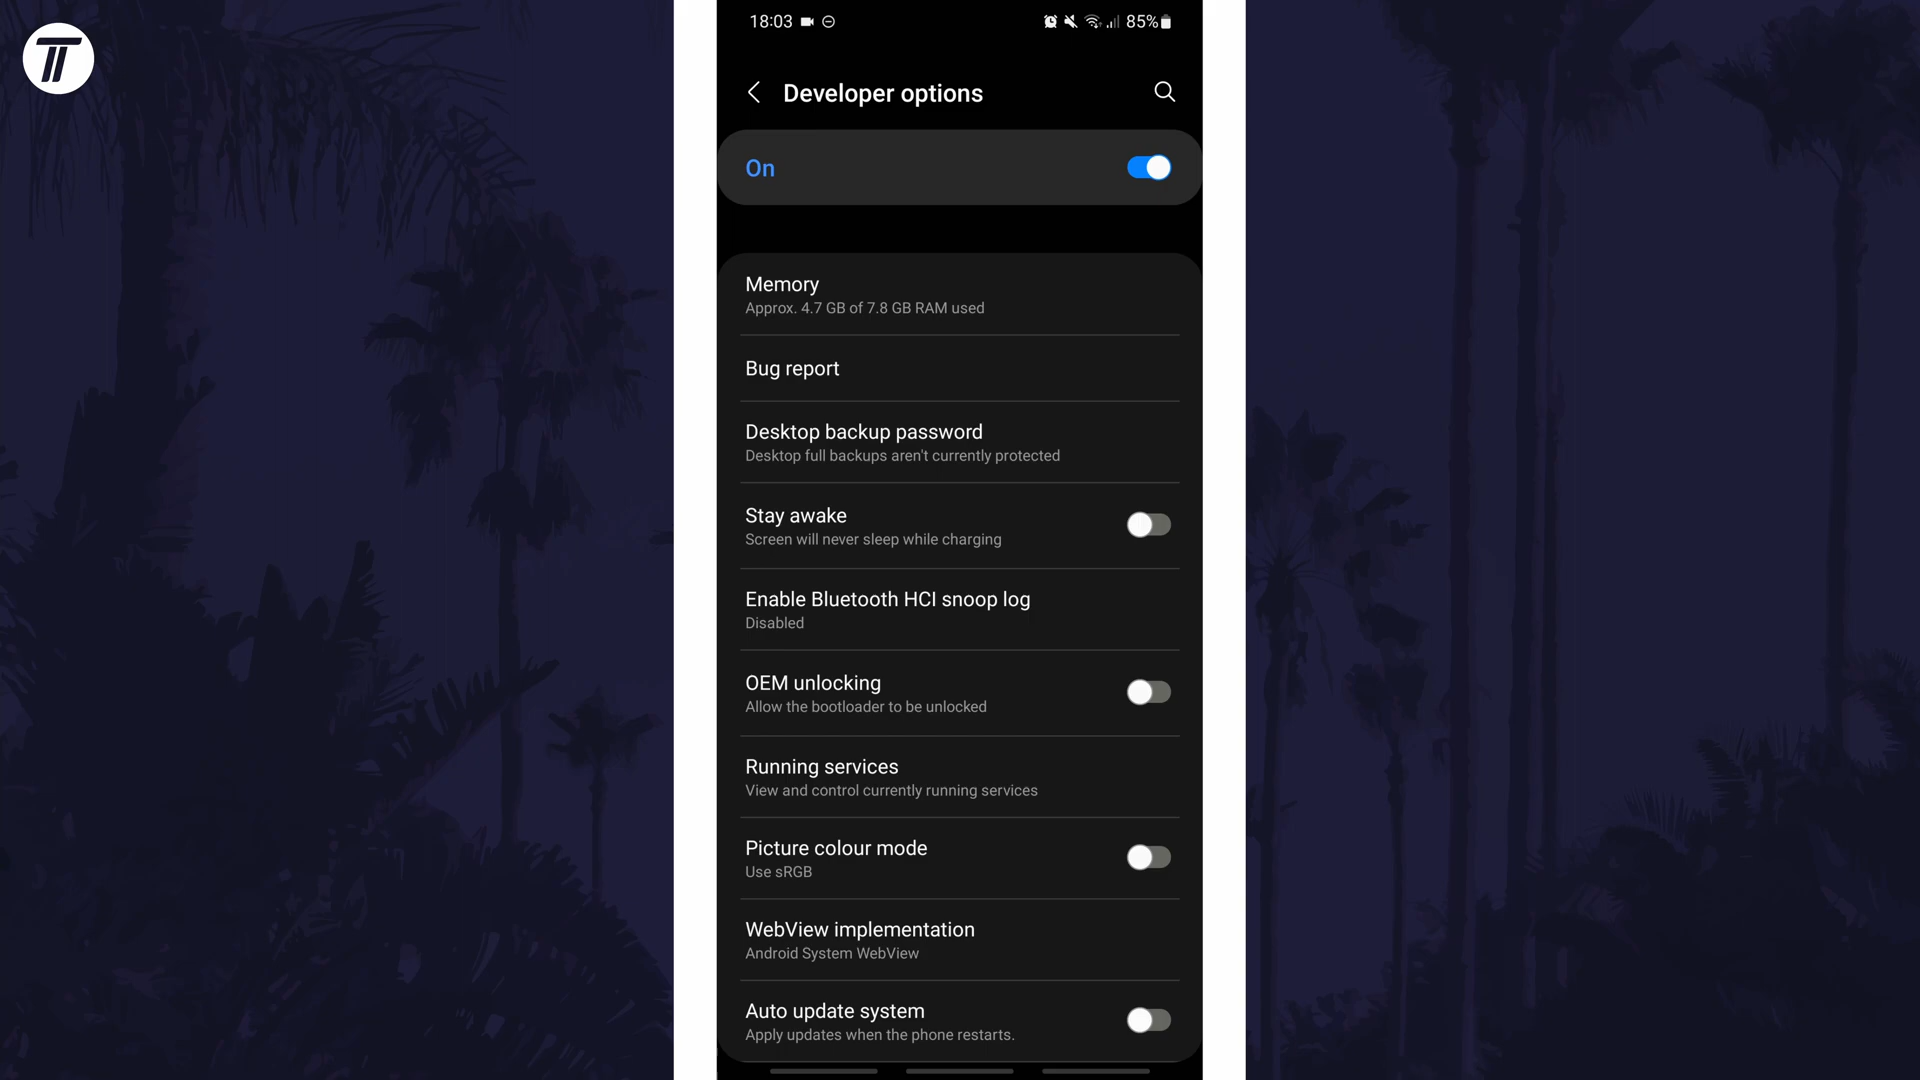 18:03
85%
Developer options
On
Memory
Approx. 4.7 GB of 7.8 GB RAM used
Bug report
Desktop backup password
Desktop full backups aren't currently protected
Stay awake
Screen will never sleep while charging
Enable Bluetooth HCI snoop log
Disabled
OEM unlocking
Allow the bootloader to be unlocked
Running services
View and control currently running services
Picture colour mode
Use sRGB
WebView implementation
Android System WebView
Auto update system
Apply updates when the phone restarts.